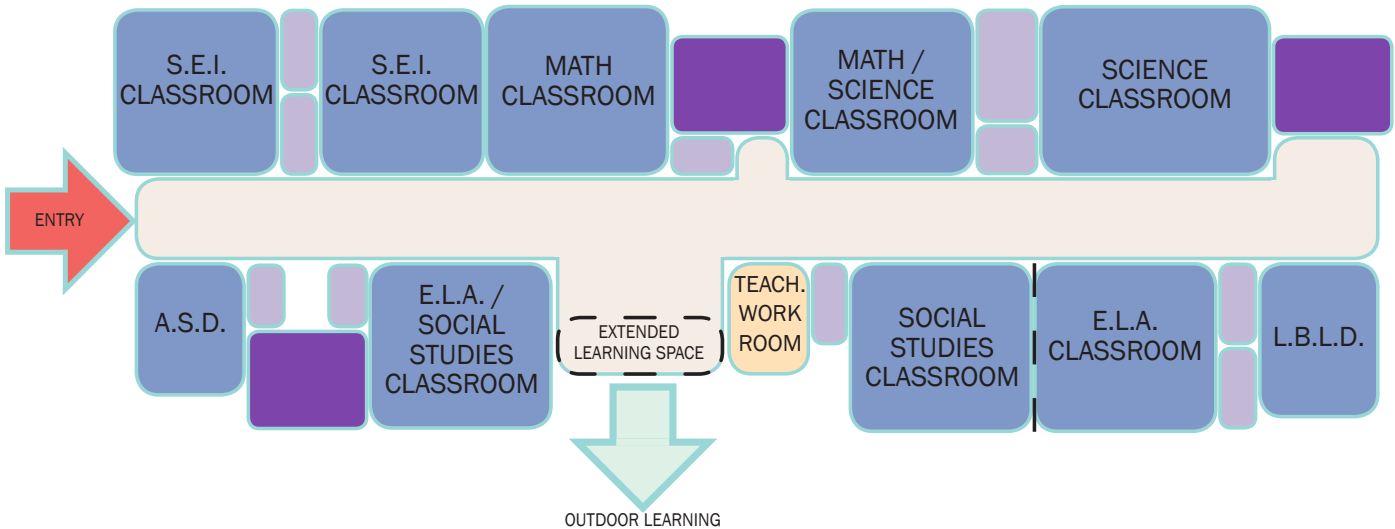 S.E.I.
CLASSROOM
S.E.I.
CLASSROOM
MATH
CLASSROOM
MATH /
SCIENCE
CLASSROOM
SCIENCE
CLASSROOM
ENTRY
A.S.D.
E.L.A. /
SOCIAL
STUDIES
CLASSROOM
EXTENDED
LEARNING SPACE
TEACH.
WORK
ROOM
SOCIAL
STUDIES
CLASSROOM
E.L.A.
CLASSROOM
L.B.L.D.
OUTDOOR LEARNING